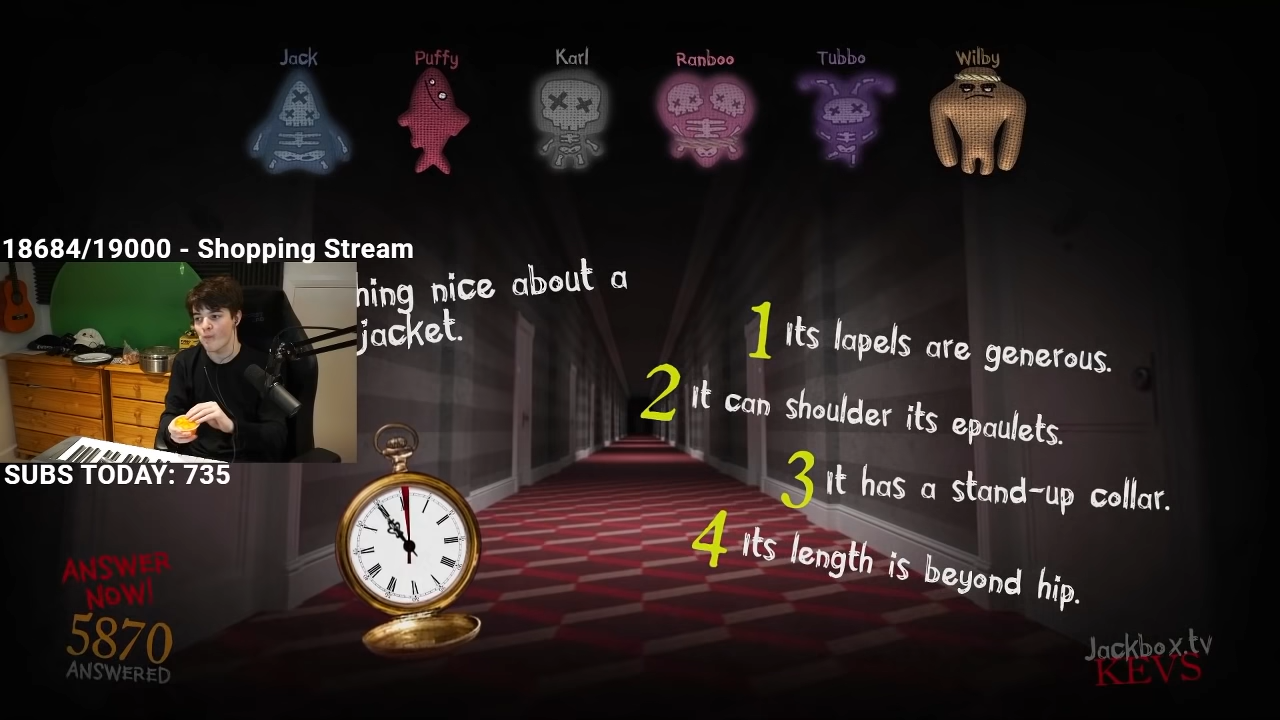 Jack Puffy Karl Ranboo Tubbo Wilby
18684/19000 - Shopping Stream
hing nice about a
jacket.
1 Its lapels are generous.
2 It can shoulder its epaulets.
3 It has a stand-up collar.
4 Its length is beyond hip.
SUBS TODAY: 735
ANSWER
NOW!
5870
ANSWERED
Jackbox.tv
KEVS